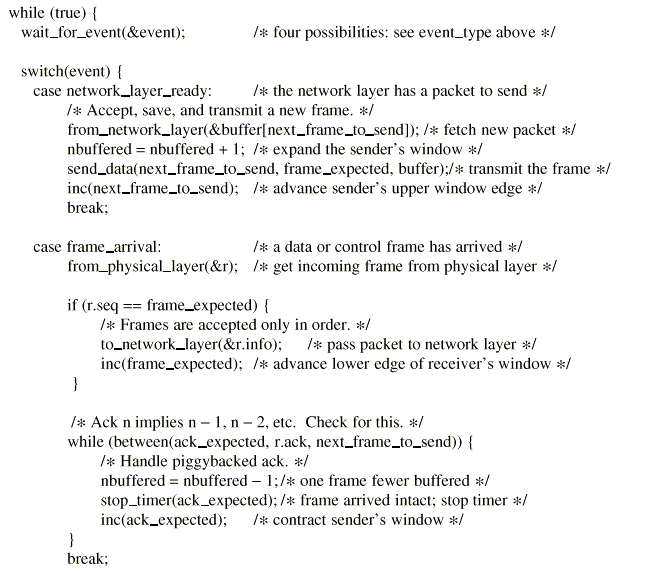 while (true) {
wait_for_event(&event); /* four possibilities: see event_type above */
switch(event) {
case network_layer_ready: /* the network layer has a packet to send */
/* Accept, save, and transmit a new frame. */
from_network_layer(&buffer[next_frame_to_send]); /* fetch new packet */
nbuffered = nbuffered + 1; /* expand the sender's window */
send_data(next_frame_to_send, frame_expected, buffer);/* transmit the frame */
inc(next_frame_to_send); /* advance sender's upper window edge */
break;
case frame_arrival: /* a data or control frame has arrived */
from_physical_layer(&r); /* get incoming frame from physical layer */
if (r.seq == frame_expected) {
/* Frames are accepted only in order. */
to_network_layer(&r.info); /* pass packet to network layer */
inc(frame_expected); /* advance lower edge of receiver's window */
}
/* Ack n implies n − 1, n − 2, etc. Check for this. */
while (between(ack_expected, r.ack, next_frame_to_send)) {
/* Handle piggybacked ack. */
nbuffered = nbuffered − 1;/* one frame fewer buffered */
stop_timer(ack_expected);/* frame arrived intact; stop timer */
inc(ack_expected); /* contract sender's window */
}
break;